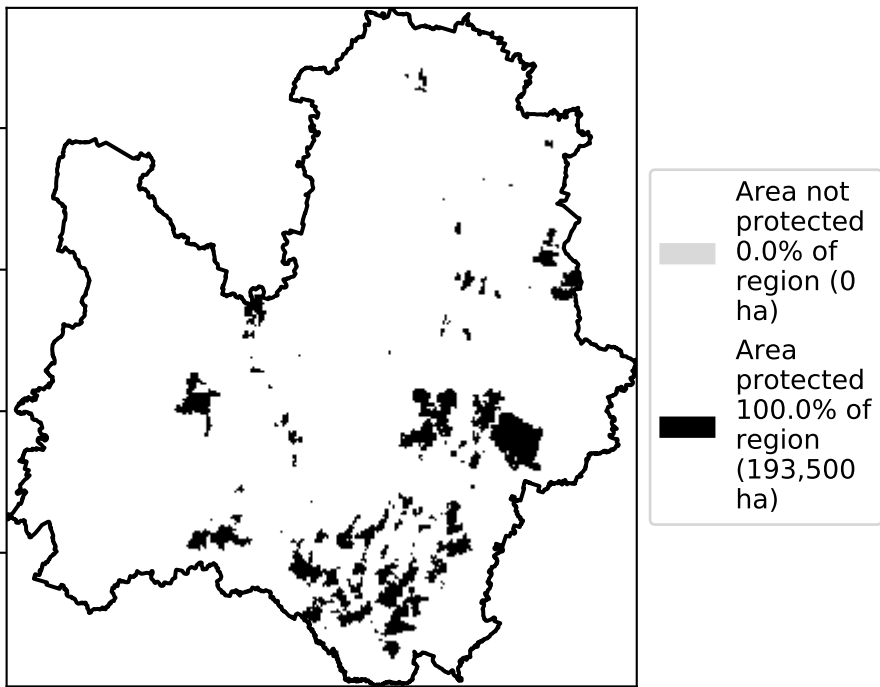 Area not
protected
0.0% of
region (0
ha)
Area
protected
100.0% of
region
(193,500
ha)